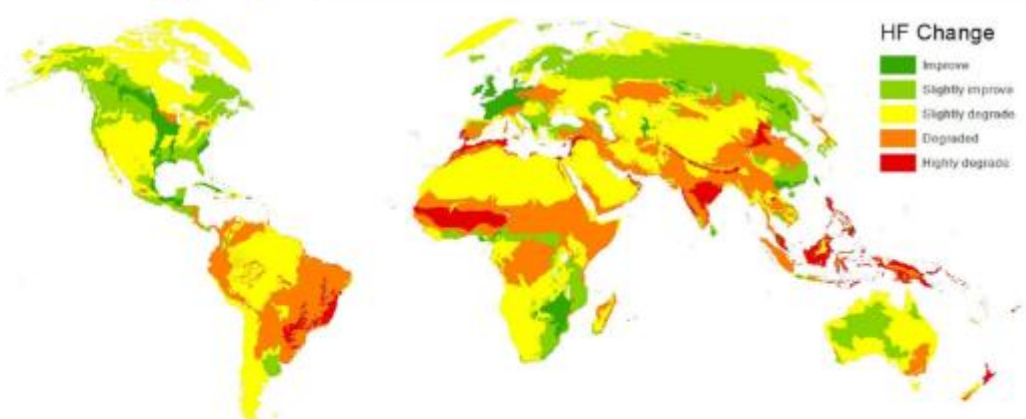 HF Change
Improve
Slightly improve
Slightly degrade
Degraded
Highly degrade